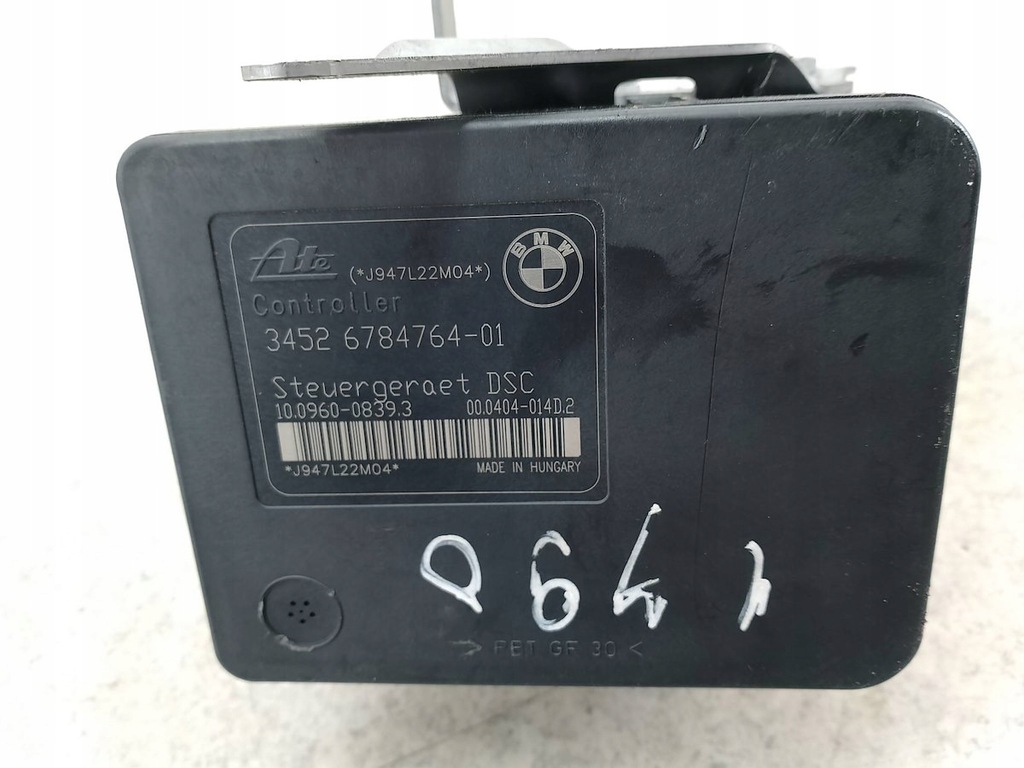 Ate (*J947L22M04*) BMW
Controller
3452 6784764-01
Steuergeraet DSC
10.0960-0839.3 00.0404-014D.2
*J947L22M04* MADE IN HUNGARY
> PET GF 30 <